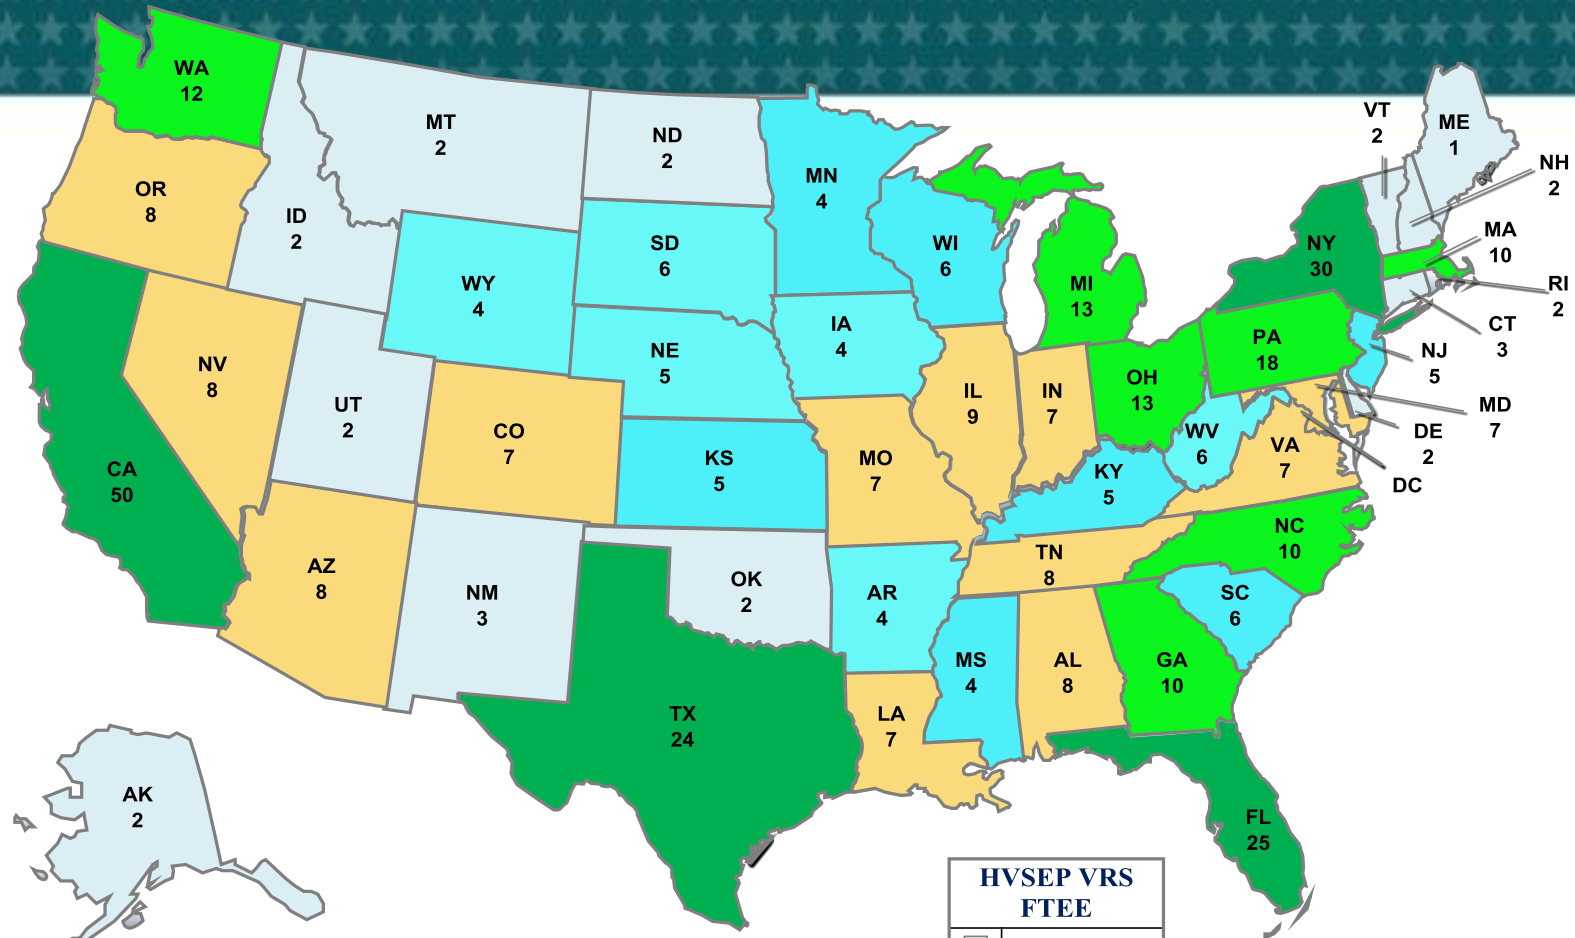 WA
12
MT
2
ND
2
MN
4
VT
2
ME
1
NH
2
OR
8
ID
2
SD
6
WI
6
NY
30
MA
10
WY
4
MI
13
RI
2
IA
4
CT
3
NV
8
NE
5
PA
18
NJ
5
UT
2
CO
7
IL
9
IN
7
OH
13
MD
7
CA
50
KS
5
MO
7
KY
5
WV
6
VA
7
DE
2
DC
NC
10
AZ
8
NM
3
OK
2
AR
4
TN
8
SC
6
MS
4
AL
8
GA
10
TX
24
LA
7
AK
2
FL
25
HVSEP VRS
FTEE